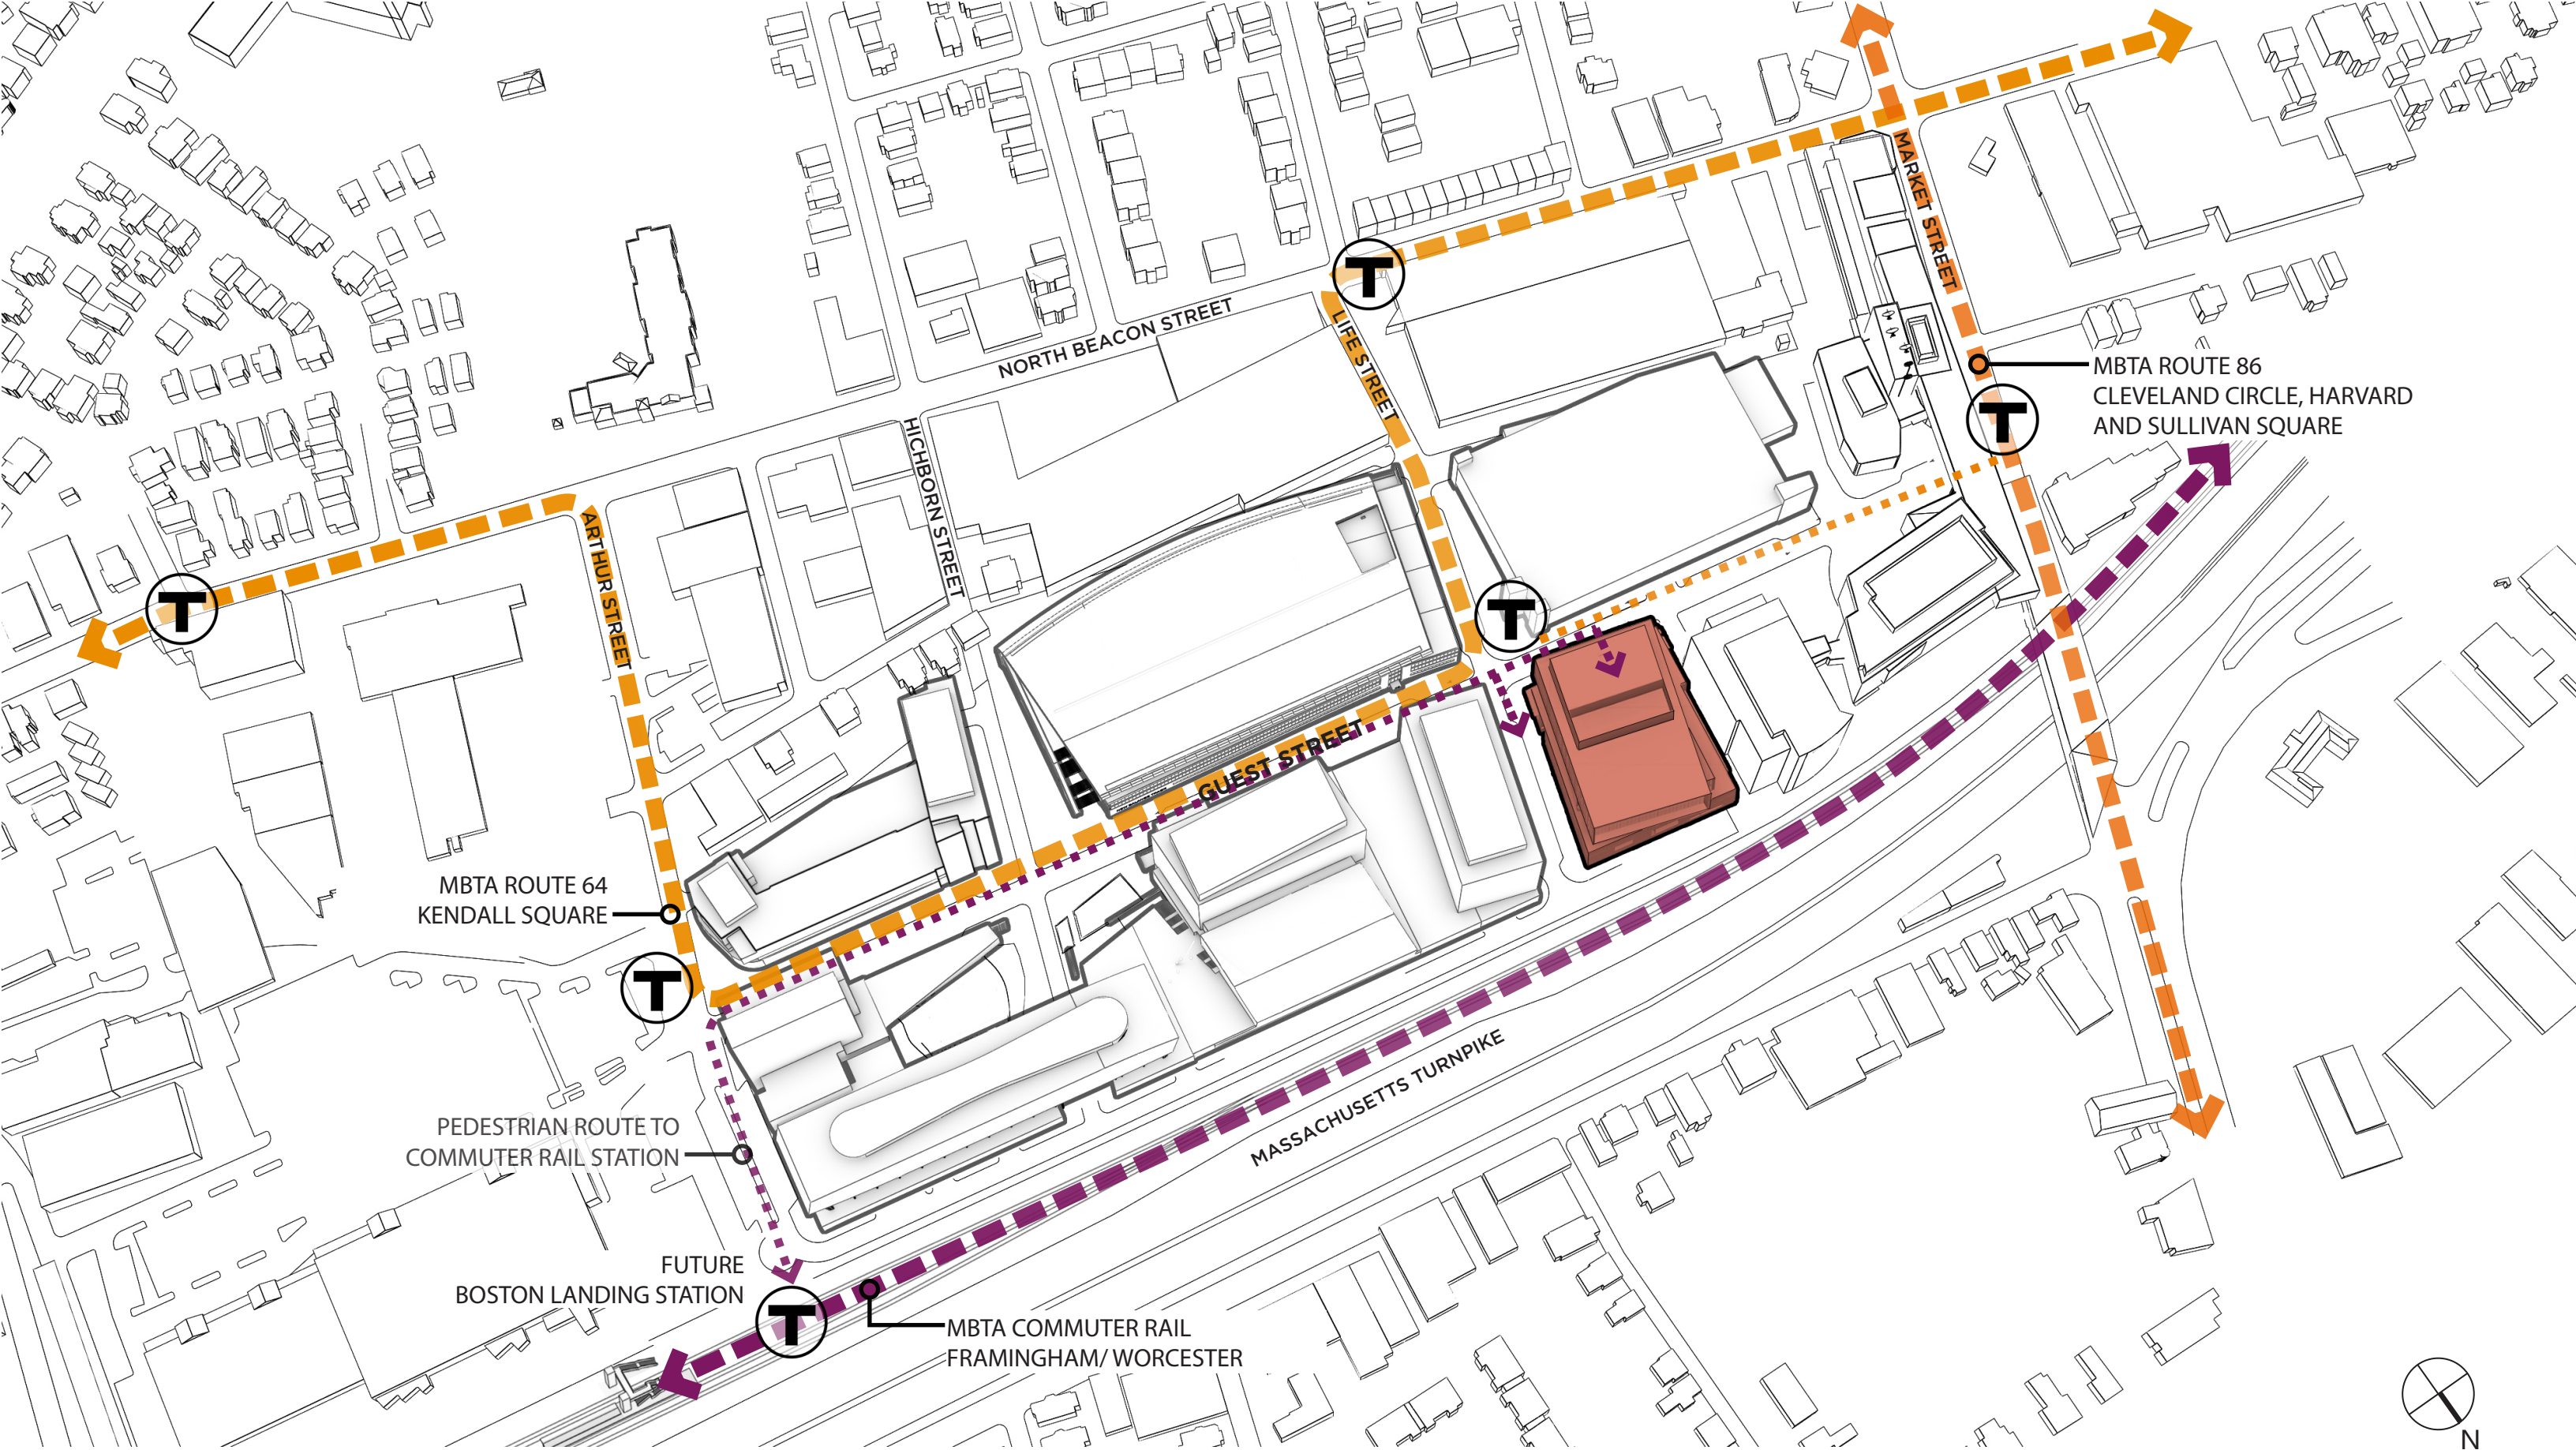 MARKET STREET
NORTH BEACON STREET
LIFE STREET
MBTA ROUTE 86
CLEVELAND CIRCLE, HARVARD
AND SULLIVAN SQUARE
T
T
HICHBORN STREET
ARTHUR STREET
T
T
GUEST STREET
MBTA ROUTE 64
KENDALL SQUARE
T
MASSACHUSETTS TURNPIKE
PEDESTRIAN ROUTE TO
COMMUTER RAIL STATION
FUTURE
BOSTON LANDING STATION
T
MBTA COMMUTER RAIL
FRAMINGHAM/ WORCESTER
N